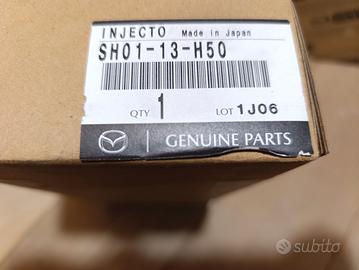 INJECTO Made in Japan
SH01-13-H50
QTY 1 LOT 1J06
GENUINE PARTS
subito